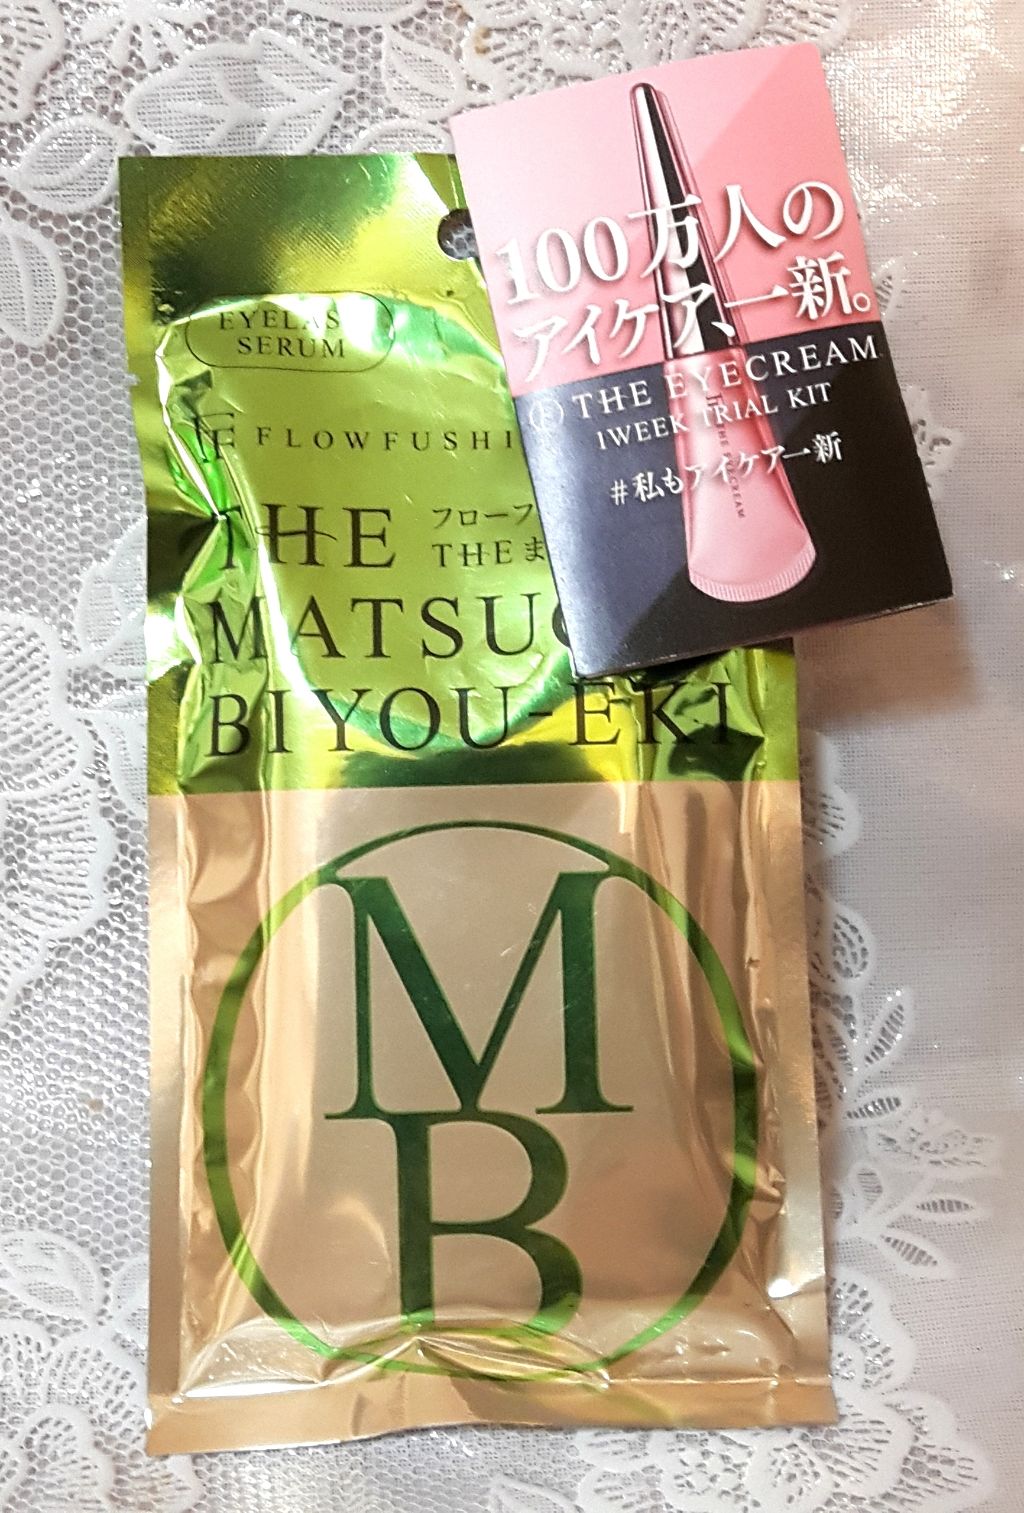 EYELAS
SERUM
FLOWFUSHI
THE
フローフ
THEま
MATSU
BIYOU-EKI
M
B
100万人の
アイケア、一新。
THE EYECREAM
1WEEK TRIAL KIT
#私もアイケア一新
THE EYECREAM